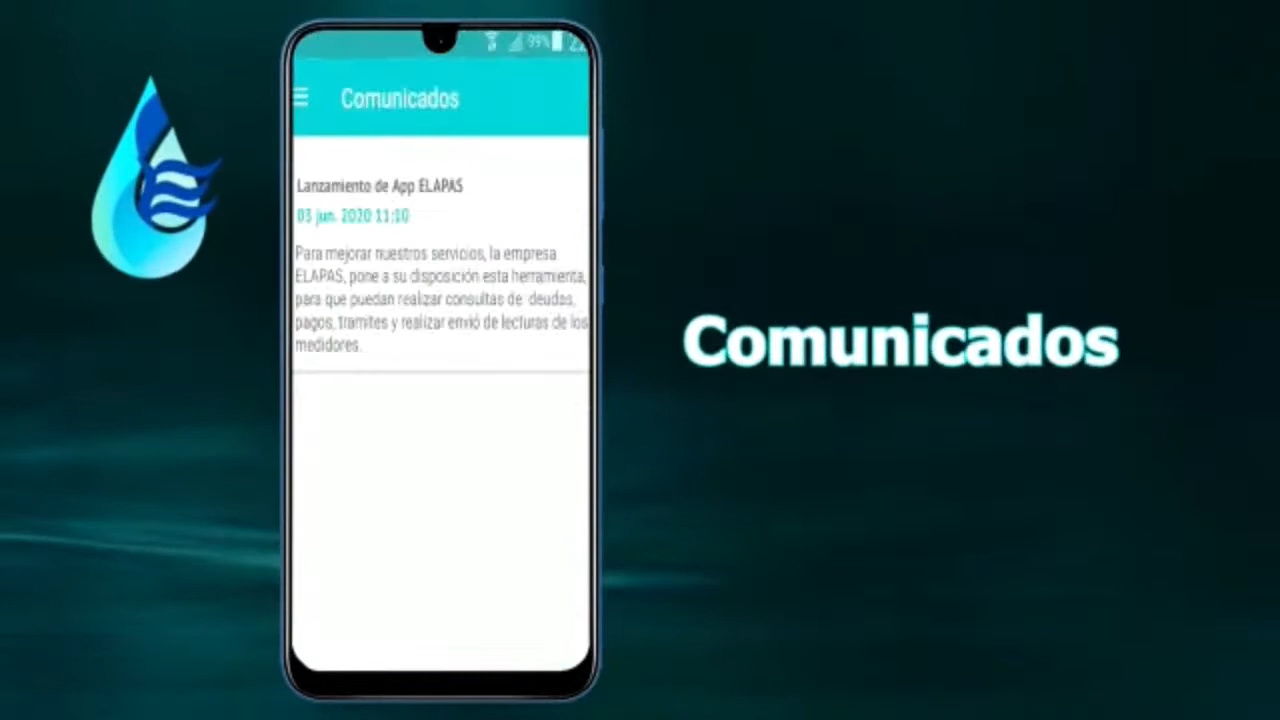 99%
Comunicados
Lanzamiento de App ELAPAS
03 jun. 2020 11:10
Para mejorar nuestros servicios, la empresa
ELAPAS, pone a su disposición esta herramienta,
para que puedan realizar consultas de deudas,
pagos, tramites y realizar envió de lecturas de los
medidores.
Comunicados